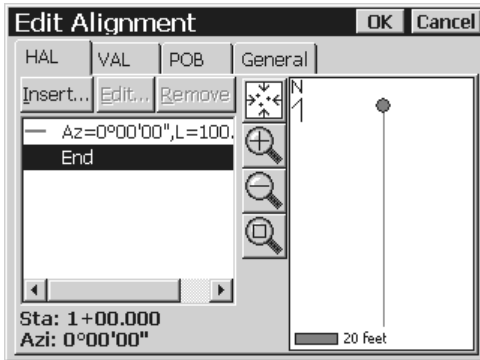 Edit Alignment OK Cancel
HAL VAL POB General
Insert... Edit... Remove
Az=0°00'00",L=100.
End
N
Sta: 1+00.000
Azi: 0°00'00"
20 feet